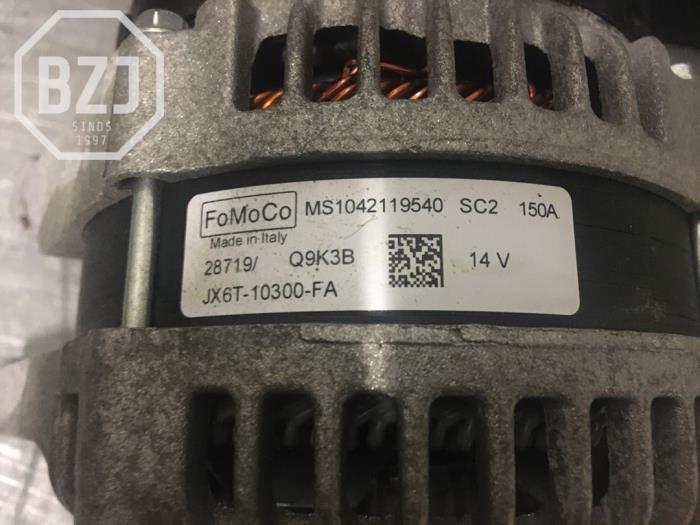 BZJ
SINDS
1997
FoMoCo MS1042119540 SC2 150A
Made in Italy
28719/ Q9K3B 14 V
JX6T-10300-FA